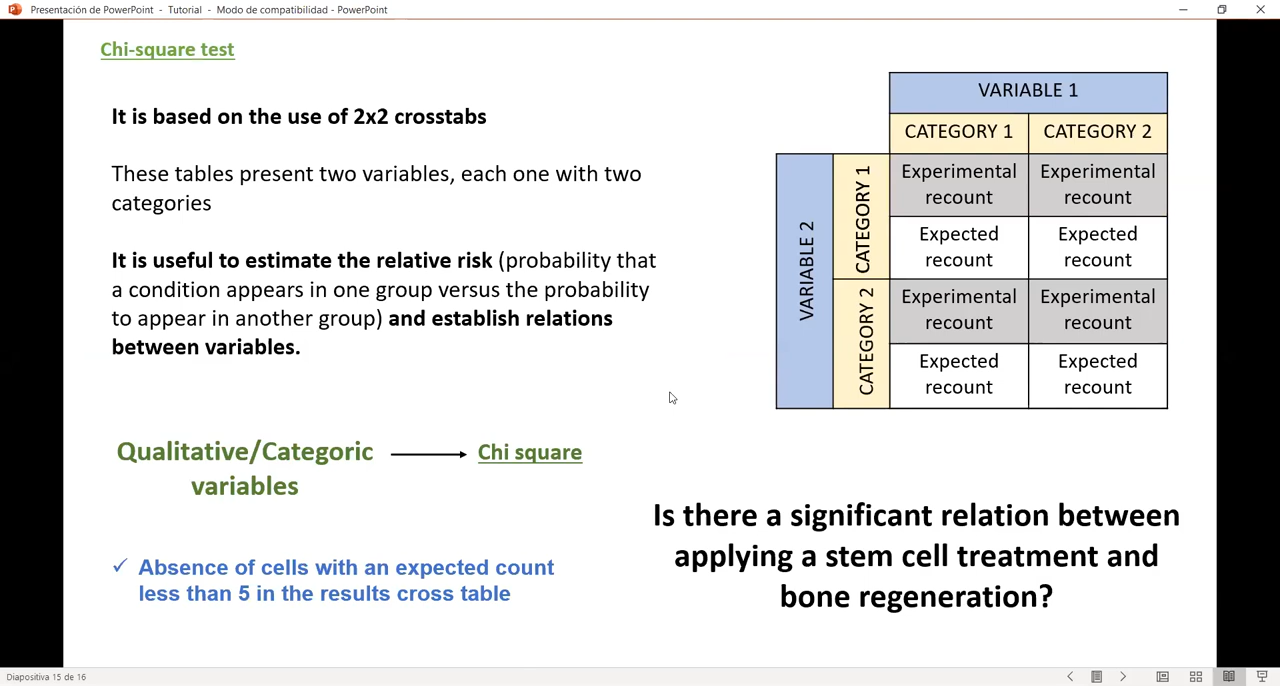 Presentación de PowerPoint - Tutorial - Modo de compatibilidad - PowerPoint
Chi-square test
It is based on the use of 2x2 crosstabs
These tables present two variables, each one with two
categories
It is useful to estimate the relative risk (probability that
a condition appears in one group versus the probability
to appear in another group) and establish relations
between variables.
VARIABLE 1
CATEGORY 1
CATEGORY 2
VARIABLE 2
CATEGORY 1
Experimental
recount
Experimental
recount
Expected
recount
Expected
recount
CATEGORY 2
Experimental
recount
Experimental
recount
Expected
recount
Expected
recount
Qualitative/Categoric
variables
Chi square
Absence of cells with an expected count
less than 5 in the results cross table
Is there a significant relation between
applying a stem cell treatment and
bone regeneration?
Diapositiva 15 de 16